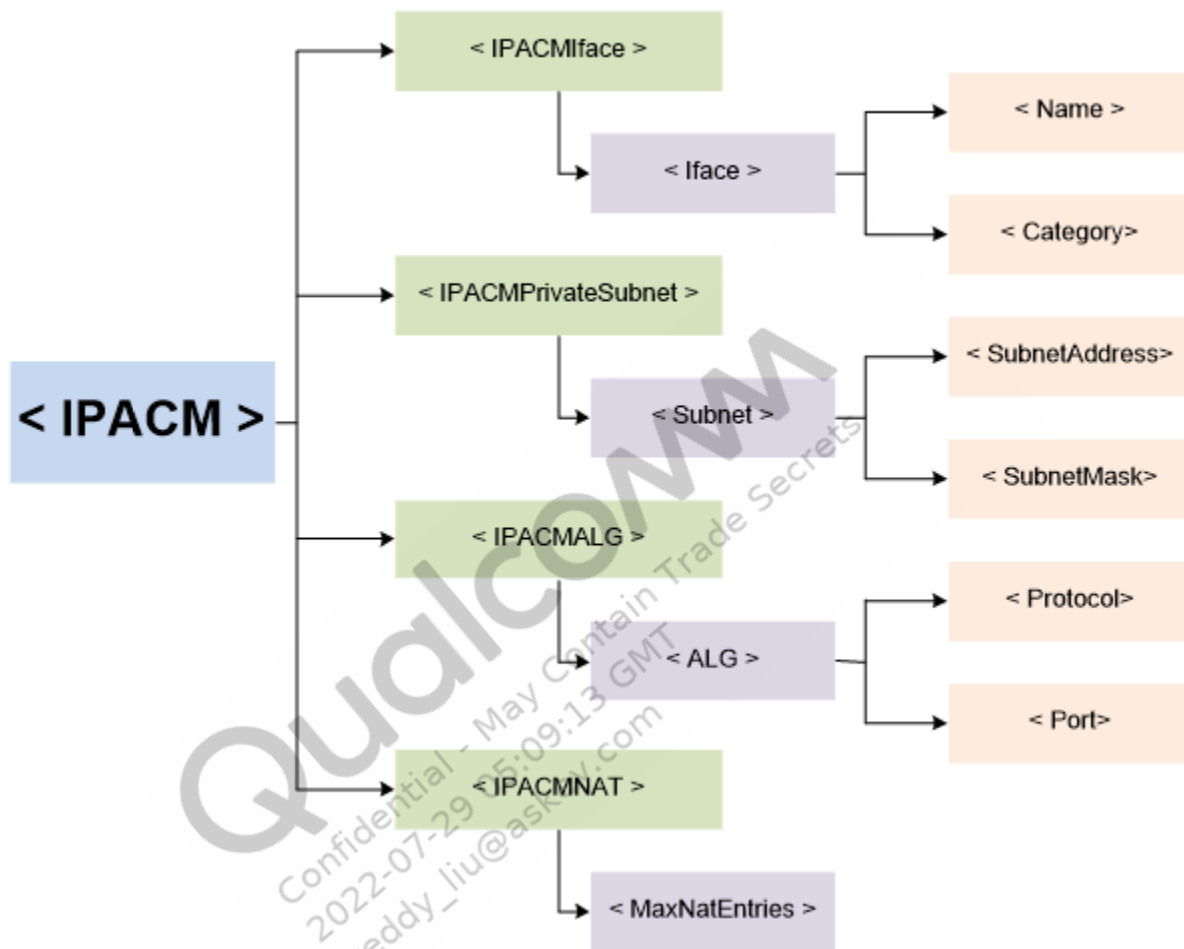 < IPACMIface >
< Name >
< Iface >
< Category>
< IPACMPrivateSubnet >
< SubnetAddress>
< IPACM >
< Subnet >
< SubnetMask>
< IPACMALG >
< Protocol>
< ALG >
< Port>
< IPACMNAT >
< MaxNatEntries >
Qualcomm
Confidential - May Contain Trade Secrets
2022-07-29 05:09:13 GMT